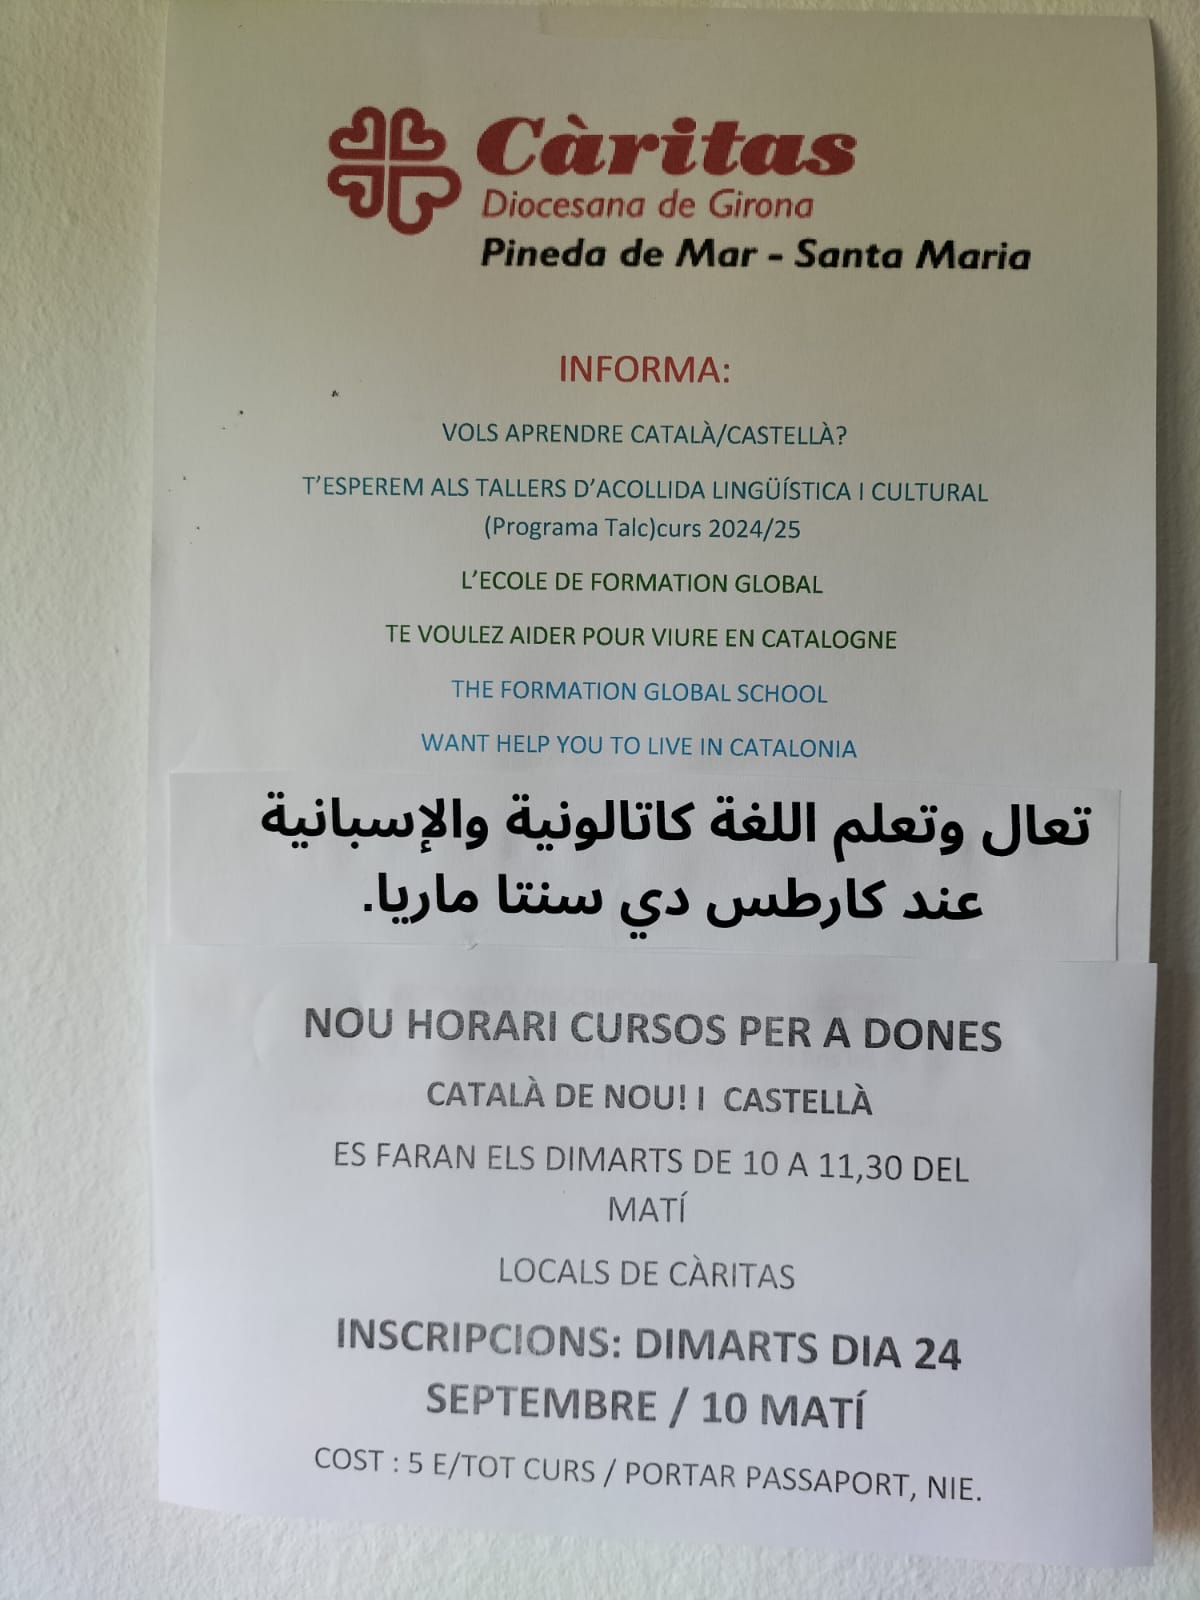 Càritas
Diocesana de Girona
Pineda de Mar - Santa Maria
INFORMA:
VOLS APRENDRE CATALÀ/CASTELLÀ?
T'ESPEREM ALS TALLERS D'ACOLLIDA LINGÜÍSTICA I CULTURAL
(Programa Talc)curs 2024/25
L'ECOLE DE FORMATION GLOBAL
TE VOULEZ AIDER POUR VIURE EN CATALOGNE
THE FORMATION GLOBAL SCHOOL
WANT HELP YOU TO LIVE IN CATALONIA
تعال وتعلم اللغة كاتالونية والإسبانية
عند كارطس دي سنتا ماريا.
NOU HORARI CURSOS PER A DONES
CATALÀ DE NOU! I CASTELLÀ
ES FARAN ELS DIMARTS DE 10 A 11,30 DEL
MATÍ
LOCALS DE CÀRITAS
INSCRIPCIONS: DIMARTS DIA 24
SEPTEMBRE / 10 MATÍ
COST : 5 E/TOT CURS / PORTAR PASSAPORT, NIE.